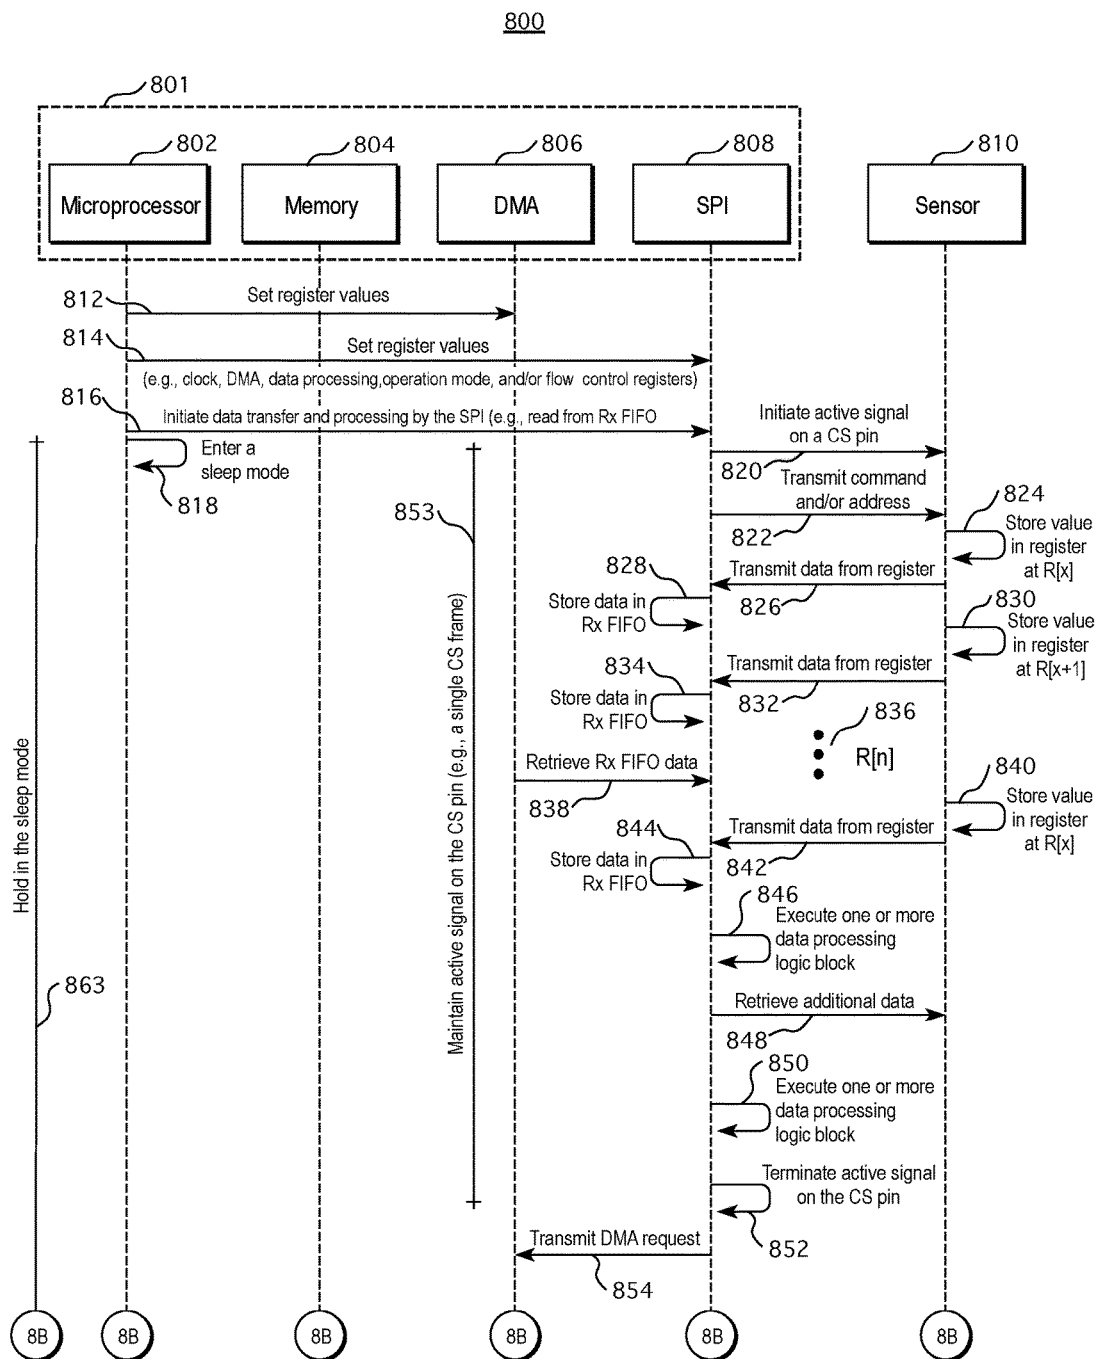 800
801
802
804
806
808
810
Microprocessor
Memory
DMA
SPI
Sensor
812
Set register values
814
Set register values
(e.g., clock, DMA, data processing,operation mode, and/or flow control registers)
816
Initiate data transfer and processing by the SPI (e.g., read from Rx FIFO
Initiate active signal
on a CS pin
820
Enter a
sleep mode
818
Transmit command
and/or address
822
824
Store value
in register
at R[x]
853
828
Transmit data from register
826
Store data in
Rx FIFO
830
Store value
in register
at R[x+1]
834
Transmit data from register
832
Store data in
Rx FIFO
836
R[n]
Retrieve Rx FIFO data
838
840
Store value
in register
at R[x]
844
Transmit data from register
842
Store data in
Rx FIFO
846
Execute one or more
data processing
logic block
Hold in the sleep mode
863
Maintain active signal on the CS pin (e.g., a single CS frame)
Retrieve additional data
848
850
Execute one or more
data processing
logic block
Terminate active signal
on the CS pin
852
Transmit DMA request
854
8B
8B
8B
8B
8B
8B